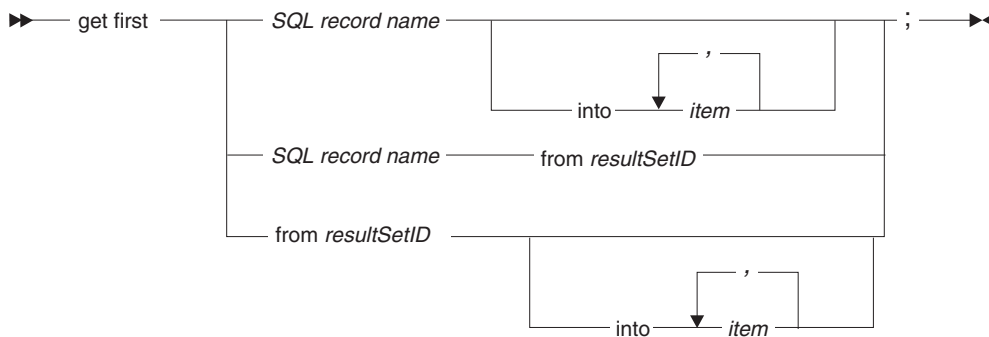 get first SQL record name ;
,
into item
SQL record name from resultSetID
from resultSetID
,
into item